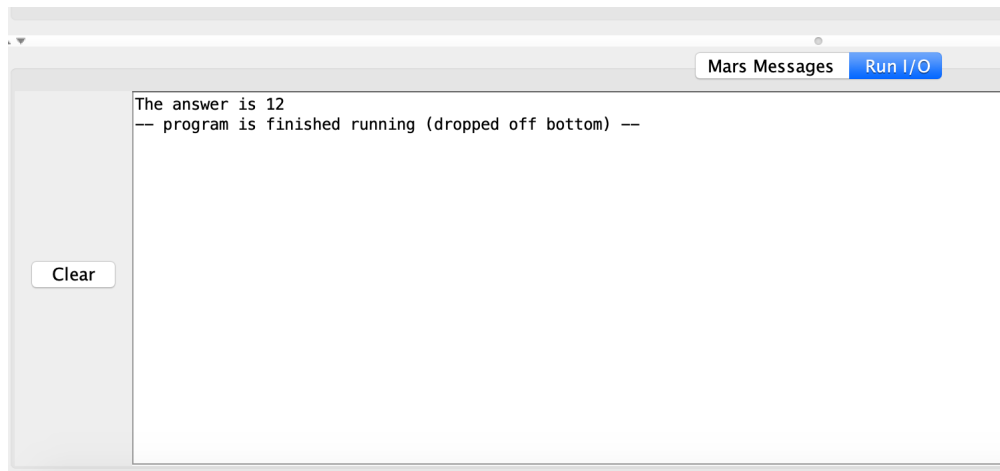 Mars Messages
Run I/O
The answer is 12
-- program is finished running (dropped off bottom) --
Clear